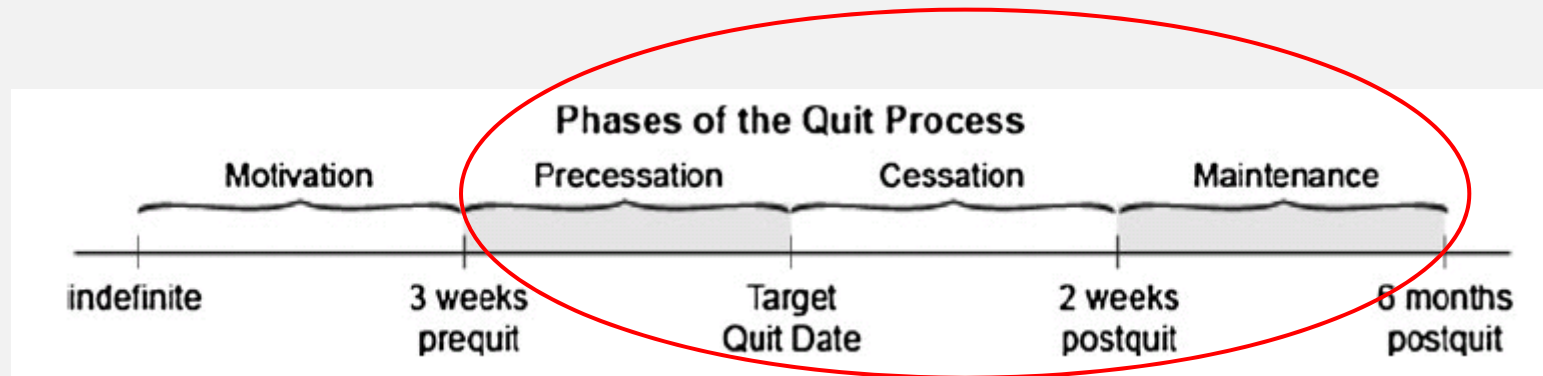 Phases of the Quit Process
Motivation Precessation Cessation Maintenance
indefinite 3 weeks Target 2 weeks 6 months
prequit Quit Date postquit postquit